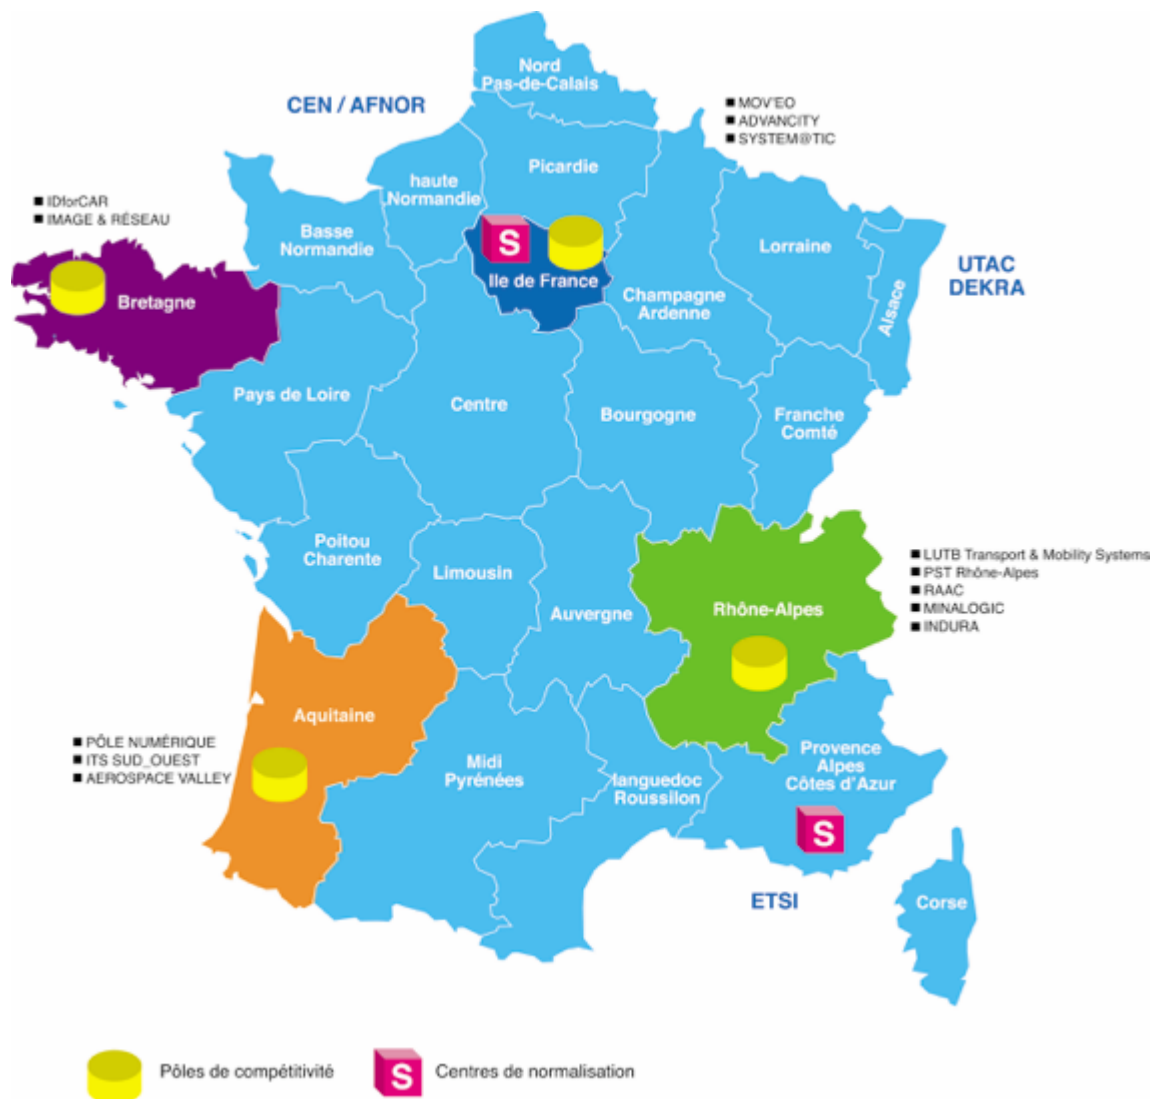 Nord
Pas-de-Calais
CEN / AFNOR
■ MOV'EO
■ ADVANCITY
■ SYSTEM@TIC
Picardie
haute
Normandie
■ IDforCAR
■ IMAGE & RÉSEAU
Basse
Normandie
S
Lorraine
UTAC
DEKRA
Ile de France
Bretagne
Champagne
Ardenne
Alsace
Pays de Loire
Centre
Bourgogne
Franche
Comté
Poitou
Charente
Limousin
■ LUTB Transport & Mobility Systems
■ PST Rhône-Alpes
■ RAAC
■ MINALOGIC
■ INDURA
Auvergne
Rhône-Alpes
Aquitaine
■ PÔLE NUMÉRIQUE
■ ITS SUD_OUEST
■ AEROSPACE VALLEY
Midi
Pyrénées
languedoc
Roussilon
Provence
Alpes
Côtes d'Azur
S
ETSI
Corse
Pôles de compétitivité
S
Centres de normalisation